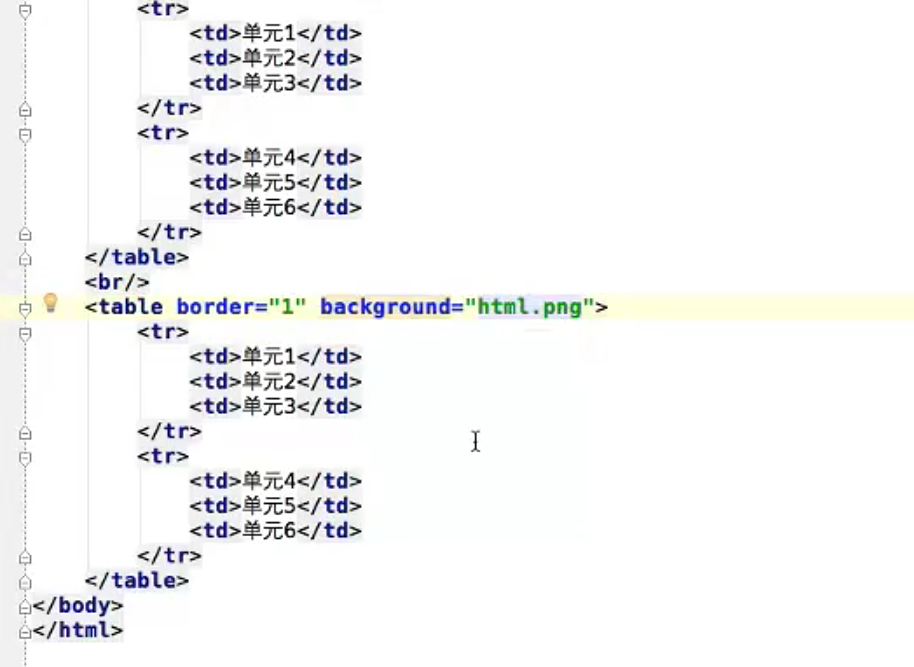 <tr>
<td>单元1</td>
<td>单元2</td>
<td>单元3</td>
</tr>
<tr>
<td>单元4</td>
<td>单元5</td>
<td>单元6</td>
</tr>
</table>
<br/>
<table border="1" background="html.png">
<tr>
<td>单元1</td>
<td>单元2</td>
<td>单元3</td>
</tr>
<tr>
<td>单元4</td>
<td>单元5</td>
<td>单元6</td>
</tr>
</table>
</body>
</html>